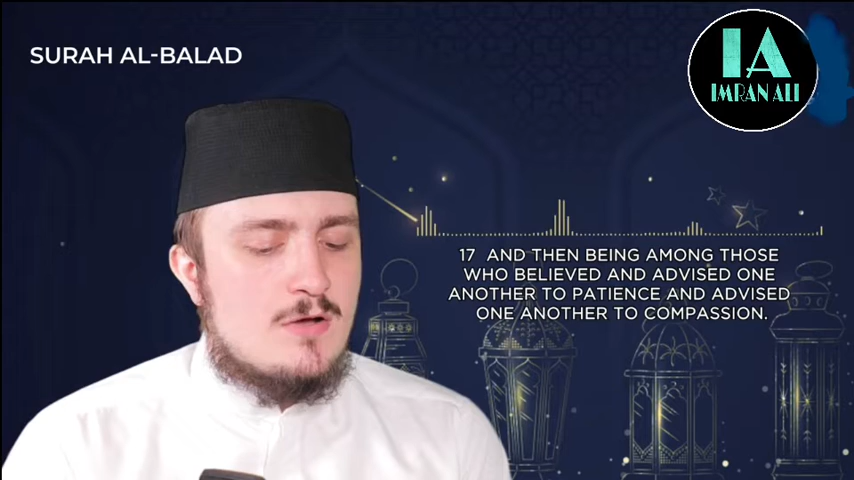 SURAH AL-BALAD
IA
IMRAN ALI
17 AND THEN BEING AMONG THOSE
WHO BELIEVED AND ADVISED ONE
ANOTHER TO PATIENCE AND ADVISED
ONE ANOTHER TO COMPASSION.